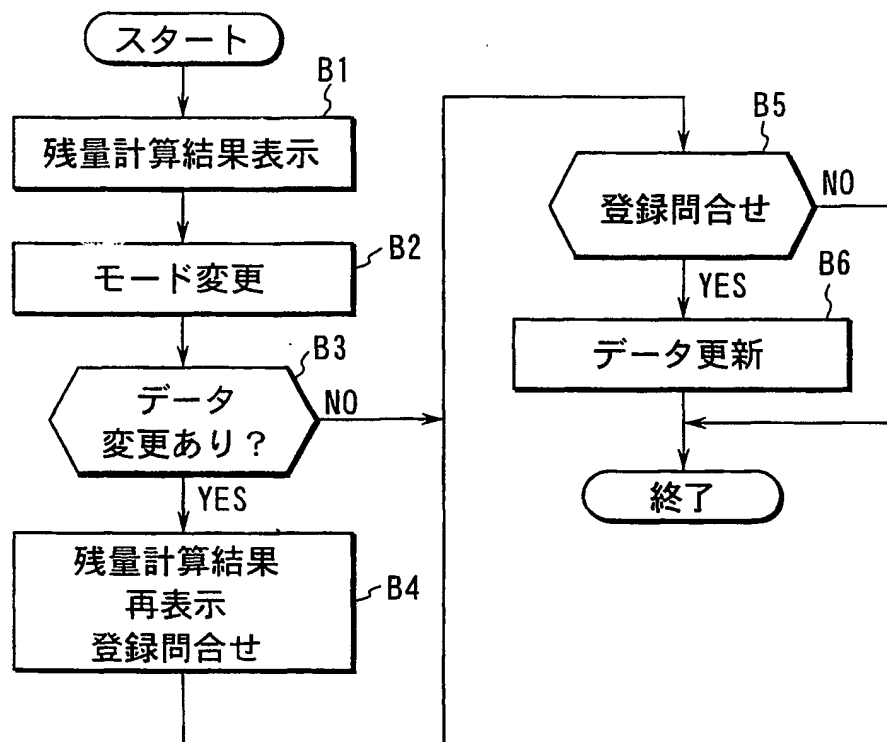 スタート
B1
残量計算結果表示
B2
モード変更
B3
データ
変更あり？
NO
YES
残量計算結果
再表示
登録問合せ
B4
B5
登録問合せ
NO
YES
B6
データ更新
終了